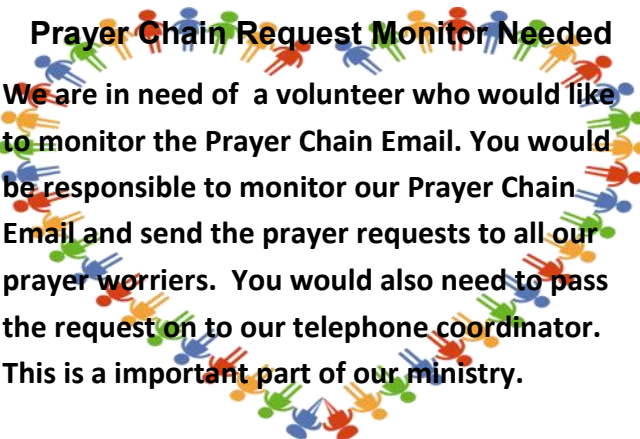 Prayer Chain Request Monitor Needed
We are in need of  a volunteer who would like
to monitor the Prayer Chain Email. You would
be responsible to monitor our Prayer Chain
Email and send the prayer requests to all our
prayer worriers.  You would also need to pass
the request on to our telephone coordinator.
This is a important part of our ministry.